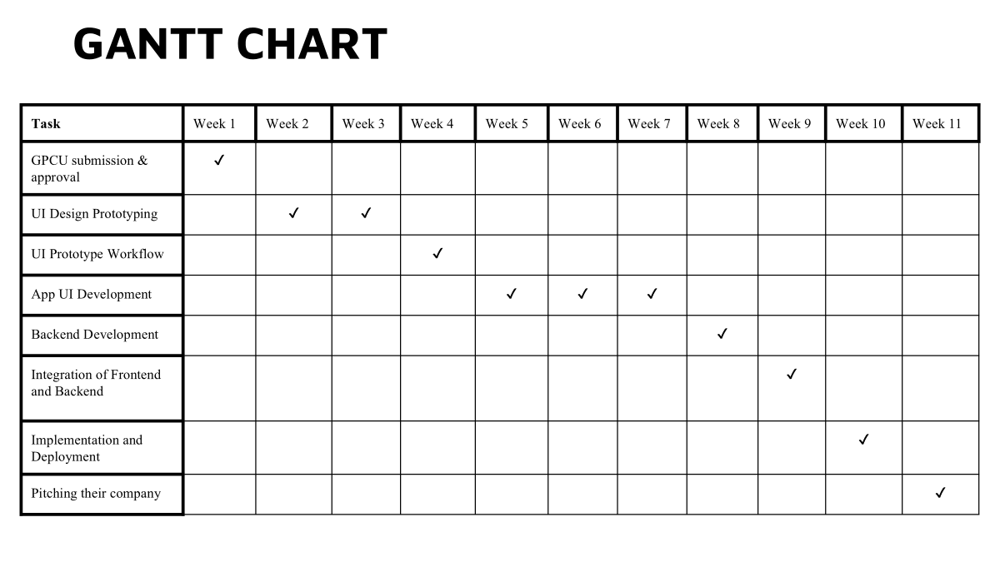 GANTT CHART
Task Week 1 Week 2 Week 3 Week 4 Week 5 Week 6 Week 7 Week 8 Week 9 Week 10 Week 11
GPCU submission & ✓
approval
UI Design Prototyping ✓ ✓
UI Prototype Workflow ✓
App UI Development ✓ ✓ ✓
Backend Development ✓
Integration of Frontend ✓
and Backend
Implementation and ✓
Deployment
Pitching their company ✓